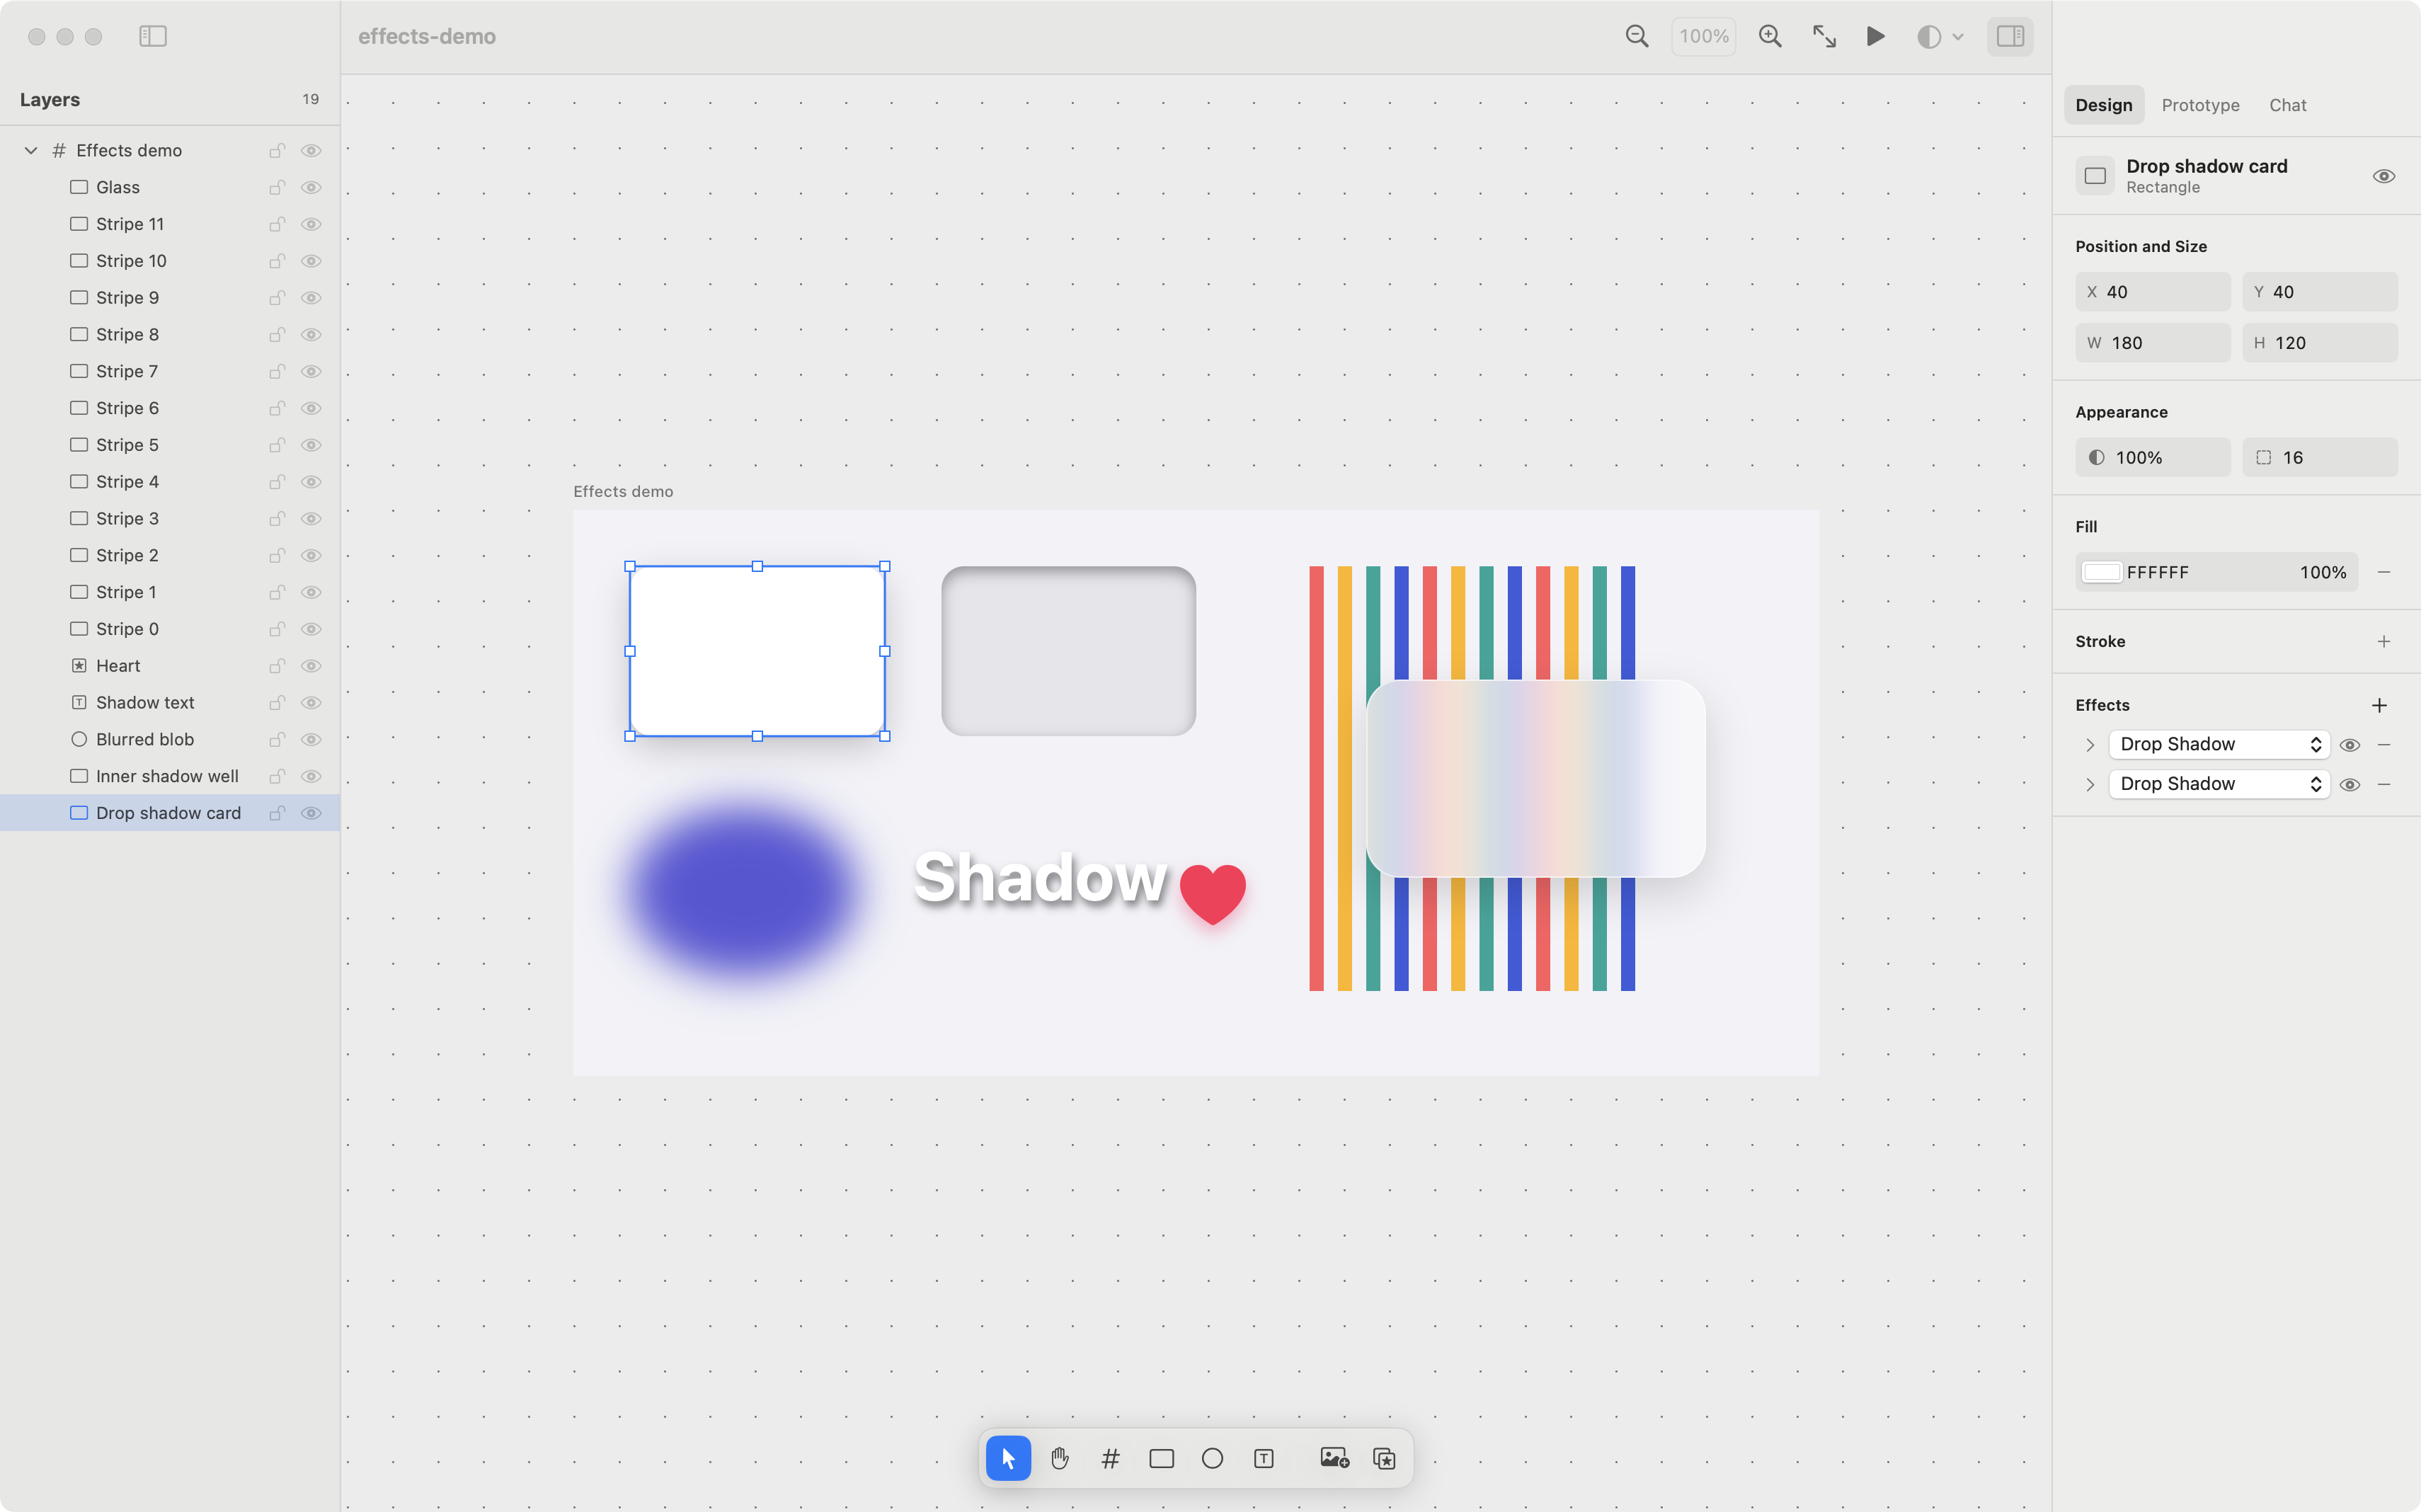 effects-demo
100%
Layers
19
Effects demo
Glass
Stripe 11
Stripe 10
Stripe 9
Stripe 8
Stripe 7
Stripe 6
Stripe 5
Stripe 4
Stripe 3
Stripe 2
Stripe 1
Stripe 0
Heart
Shadow text
Blurred blob
Inner shadow well
Drop shadow card
Effects demo
Shadow
Design Prototype Chat
Drop shadow card
Rectangle
Position and Size
X 40 Y 40
W 180 H 120
Appearance
100% 16
Fill
FFFFFF 100%
Stroke
Effects
Drop Shadow
Drop Shadow